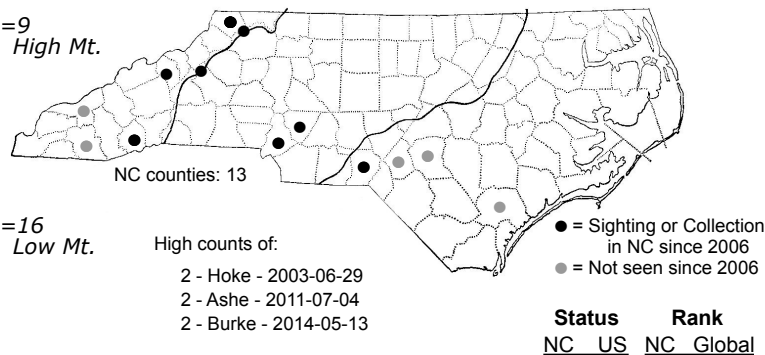 =9
High Mt.
NC counties: 13
=16
Low Mt.
High counts of:
2 - Hoke - 2003-06-29
2 - Ashe - 2011-07-04
2 - Burke - 2014-05-13
● = Sighting or Collection
in NC since 2006
● = Not seen since 2006
Status Rank
NC US NC Global